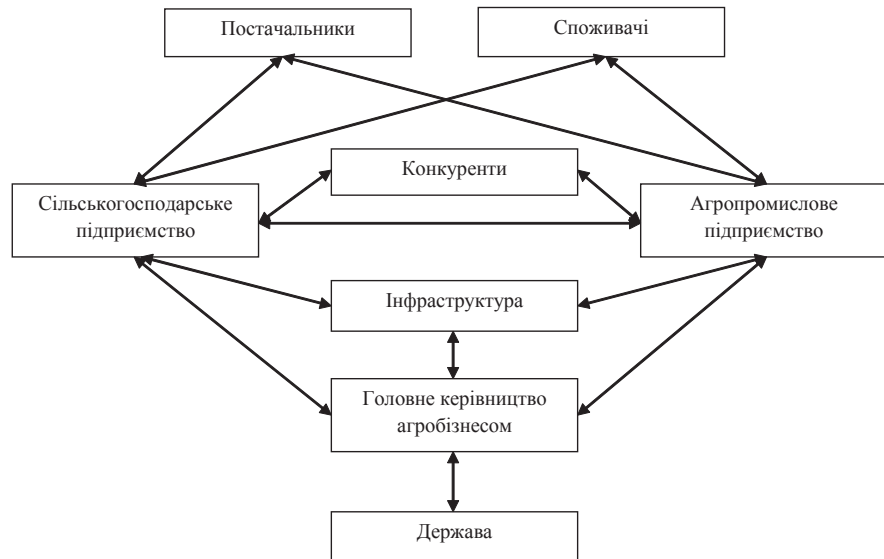 Постачальники
Споживачі
Конкуренти
Сільськогосподарське
підприємство
Агропромислове
підприємство
Інфраструктура
Головне керівництво
агробізнесом
Держава